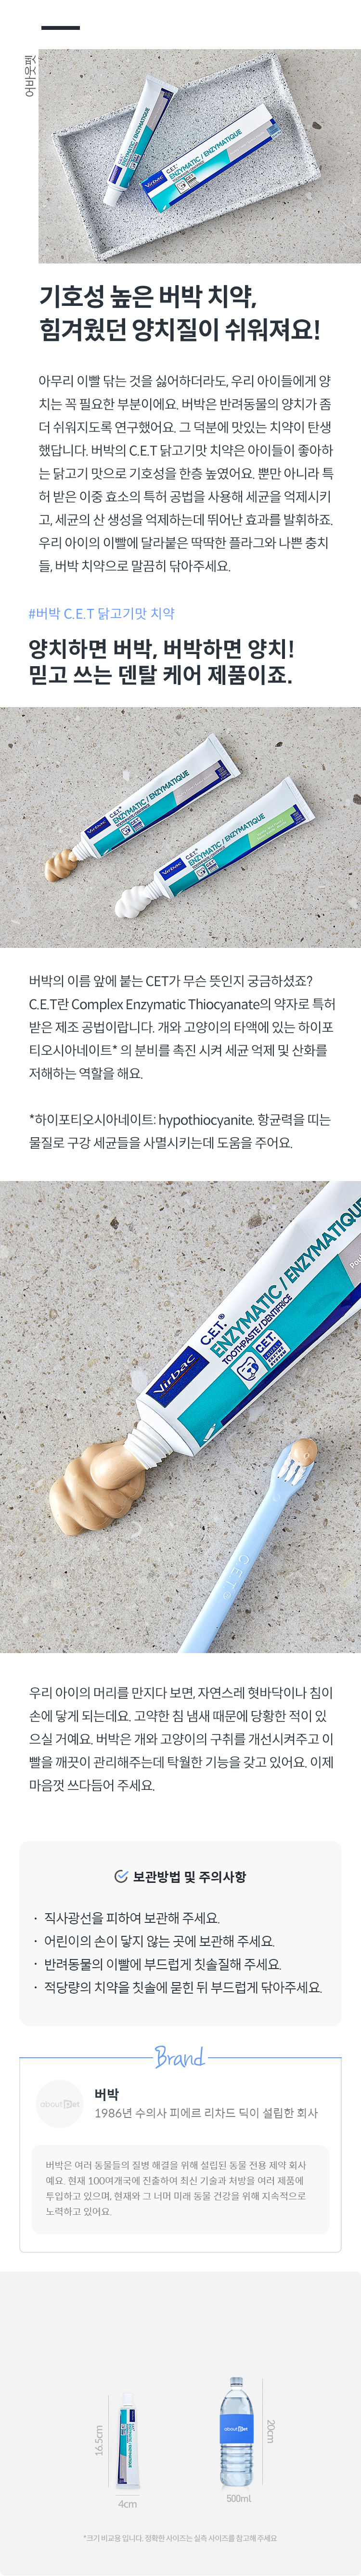 어바웃펫
C.E.T.
ENZYMATIC / ENZYMATIQUE
Virbac
C.E.T.
ENZYMATIC / ENZYMATIQUE
기호성 높은 버박 치약,
힘겨웠던 양치질이 쉬워져요!
아무리 이빨 닦는 것을 싫어하더라도, 우리 아이들에게 양
치는 꼭 필요한 부분이에요. 버박은 반려동물의 양치가 좀
더 쉬워지도록 연구했어요. 그 덕분에 맛있는 치약이 탄생
했답니다. 버박의 C.E.T 닭고기맛 치약은 아이들이 좋아하
는 닭고기 맛으로 기호성을 한층 높였어요. 뿐만 아니라 특
허 받은 이중 효소의 특허 공법을 사용해 세균을 억제시키
고, 세균의 산 생성을 억제하는데 뛰어난 효과를 발휘하죠.
우리 아이의 이빨에 달라붙은 딱딱한 플라그와 나쁜 충치
들, 버박 치약으로 말끔히 닦아주세요.
#버박 C.E.T 닭고기맛 치약
양치하면 버박, 버박하면 양치!
믿고 쓰는 덴탈 케어 제품이죠.
Virbac
C.E.T.®
ENZYMATIC / ENZYMATIQUE
Virbac
C.E.T.®
ENZYMATIC / ENZYMATIQUE
버박의 이름 앞에 붙는 CET가 무슨 뜻인지 궁금하셨죠?
C.E.T란 Complex Enzymatic Thiocyanate의 약자로 특허
받은 제조 공법이랍니다. 개와 고양이의 타액에 있는 하이포
티오시아네이트* 의 분비를 촉진 시켜 세균 억제 및 산화를
저해하는 역할을 해요.
*하이포티오시아네이트: hypothiocyanite. 항균력을 띠는
물질로 구강 세균들을 사멸시키는데 도움을 주어요.
Virbac
C.E.T.®
ENZYMATIC / ENZYMATIQUE
TOOTHPASTE / DENTIFRICE
C.E.T.
C.E.T.
우리 아이의 머리를 만지다 보면, 자연스레 혓바닥이나 침이
손에 닿게 되는데요. 고약한 침 냄새 때문에 당황한 적이 있
으실 거예요. 버박은 개와 고양이의 구취를 개선시켜주고 이
빨을 깨끗이 관리해주는데 탁월한 기능을 갖고 있어요. 이제
마음껏 쓰다듬어 주세요.
보관방법 및 주의사항
· 직사광선을 피하여 보관해 주세요.
· 어린이의 손이 닿지 않는 곳에 보관해 주세요.
· 반려동물의 이빨에 부드럽게 칫솔질해 주세요.
· 적당량의 치약을 칫솔에 묻힌 뒤 부드럽게 닦아주세요.
Brand
about Pet
버박
1986년 수의사 피에르 리차드 딕이 설립한 회사
버박은 여러 동물들의 질병 해결을 위해 설립된 동물 전용 제약 회사
예요. 현재 100여개국에 진출하여 최신 기술과 처방을 여러 제품에
투입하고 있으며, 현재와 그 너머 미래 동물 건강을 위해 지속적으로
노력하고 있어요.
16.5cm
4cm
about Pet
20cm
500ml
*크기 비교용 입니다. 정확한 사이즈는 실측 사이즈를 참고해 주세요